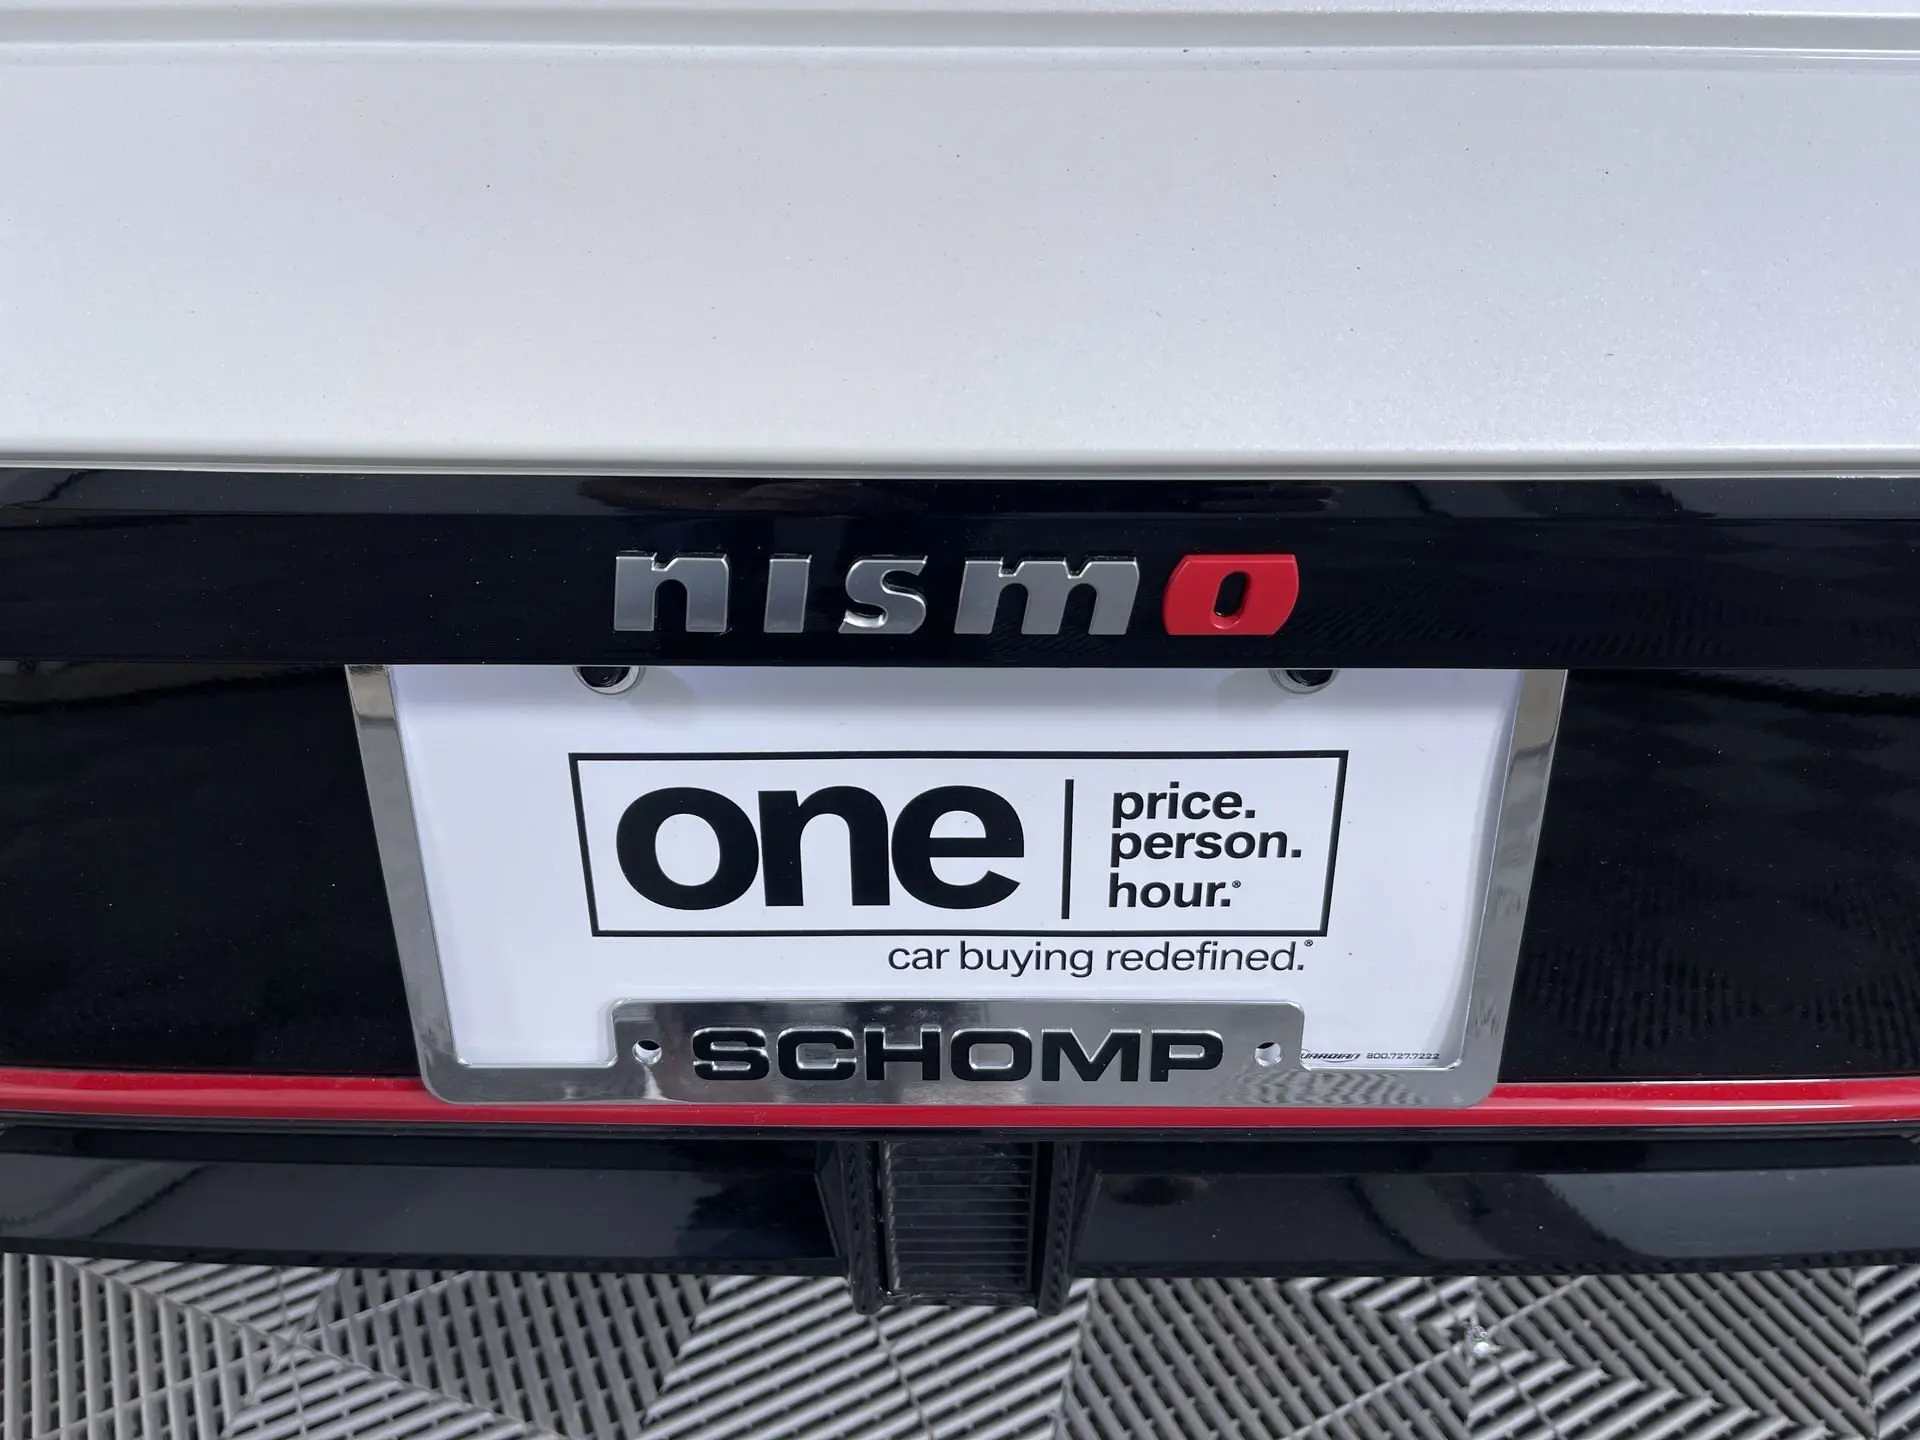 nismo
one
price.
person.
hour.®
car buying redefined.®
SCHOMP
800.727.7222